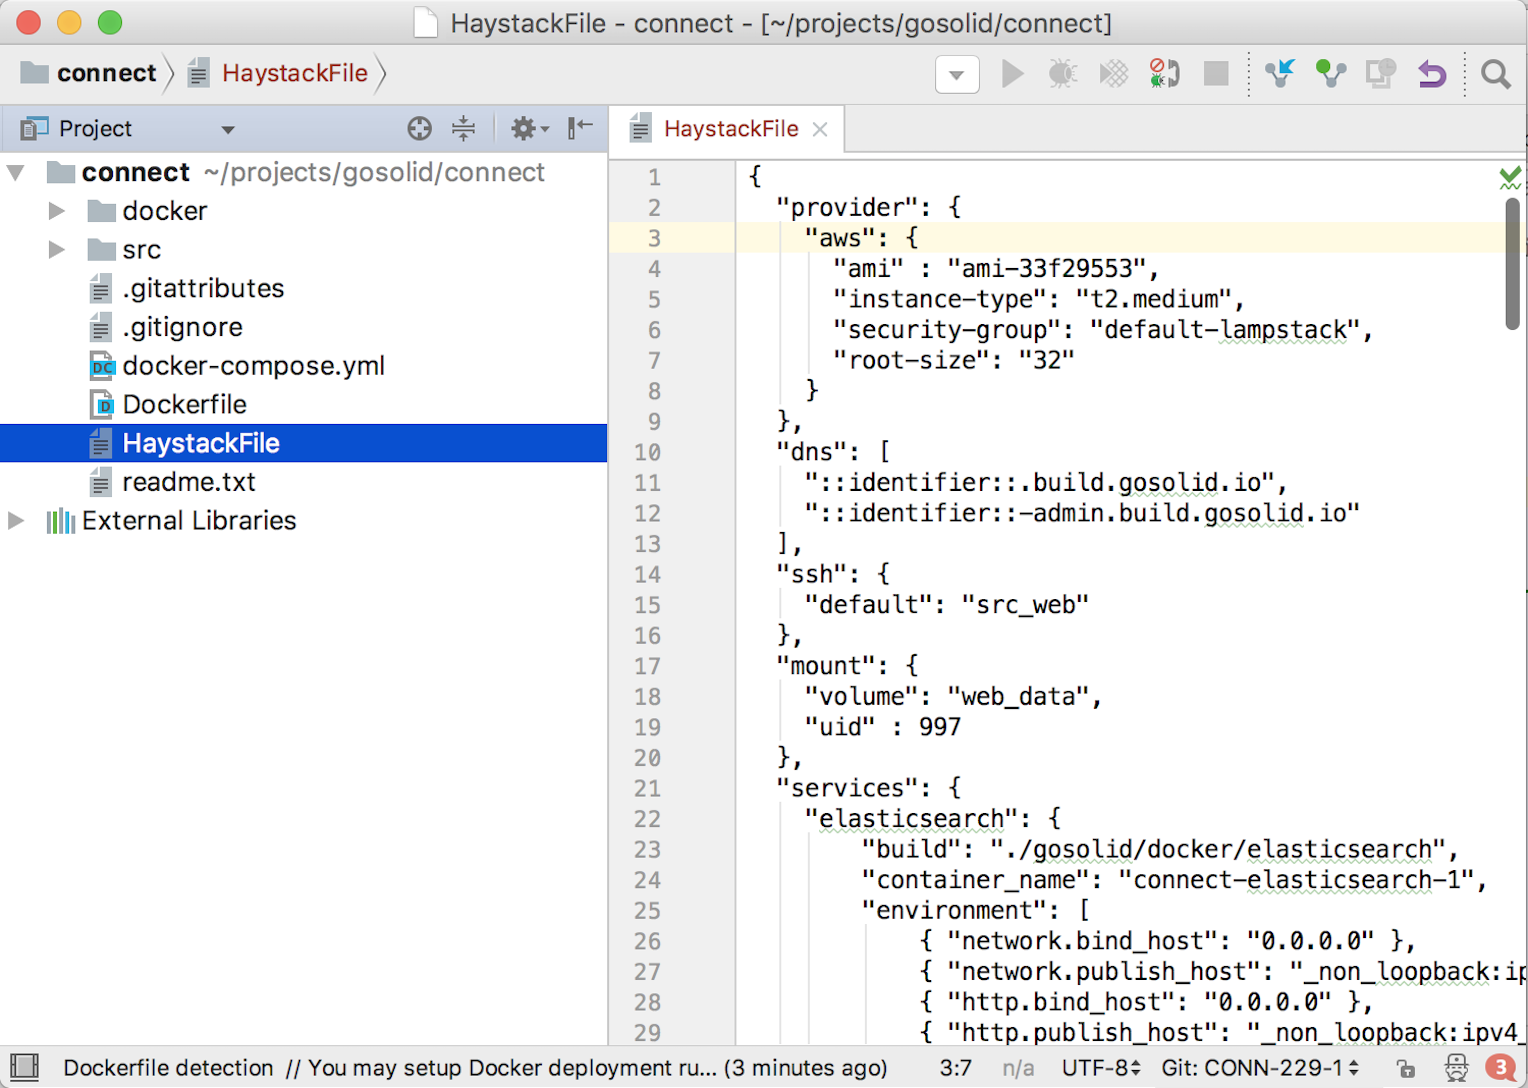 HaystackFile - connect - [~/projects/gosolid/connect]
connect HaystackFile
Project
HaystackFile
connect ~/projects/gosolid/connect
docker
src
.gitattributes
.gitignore
DC docker-compose.yml
D Dockerfile
HaystackFile
readme.txt
External Libraries
1 {
2 "provider": {
3 "aws": {
4 "ami" : "ami-33f29553",
5 "instance-type": "t2.medium",
6 "security-group": "default-lampstack",
7 "root-size": "32"
8 }
9 },
10 "dns": [
11 "::identifier::.build.gosolid.io",
12 "::identifier::-admin.build.gosolid.io"
13 ],
14 "ssh": {
15 "default": "src_web"
16 },
17 "mount": {
18 "volume": "web_data",
19 "uid" : 997
20 },
21 "services": {
22 "elasticsearch": {
23 "build": "./gosolid/docker/elasticsearch",
24 "container_name": "connect-elasticsearch-1",
25 "environment": [
26 { "network.bind_host": "0.0.0.0" },
27 { "network.publish_host": "_non_loopback:ip
28 { "http.bind_host": "0.0.0.0" },
29 { "http.publish_host": "_non_loopback:ipv4_
Dockerfile detection // You may setup Docker deployment ru... (3 minutes ago) 3:7 n/a UTF-8 Git: CONN-229-1 3